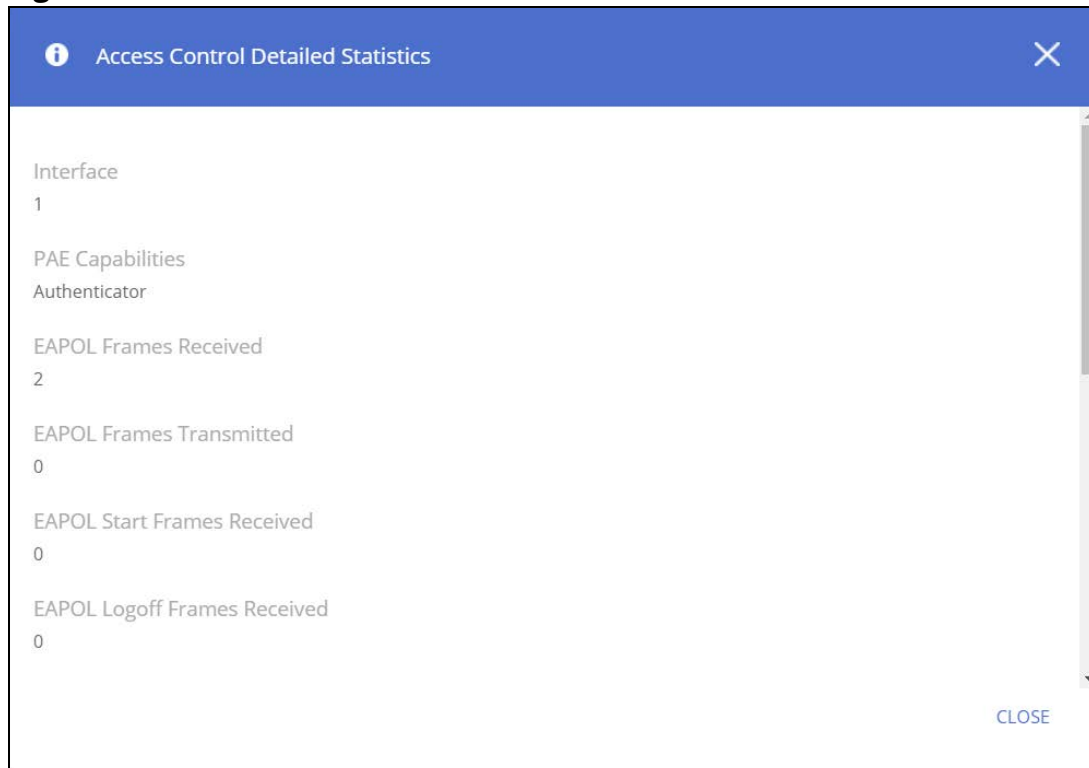 Access Control Detailed Statistics
Interface
1
PAE Capabilities
Authenticator
EAPOL Frames Received
2
EAPOL Frames Transmitted
0
EAPOL Start Frames Received
0
EAPOL Logoff Frames Received
0
CLOSE